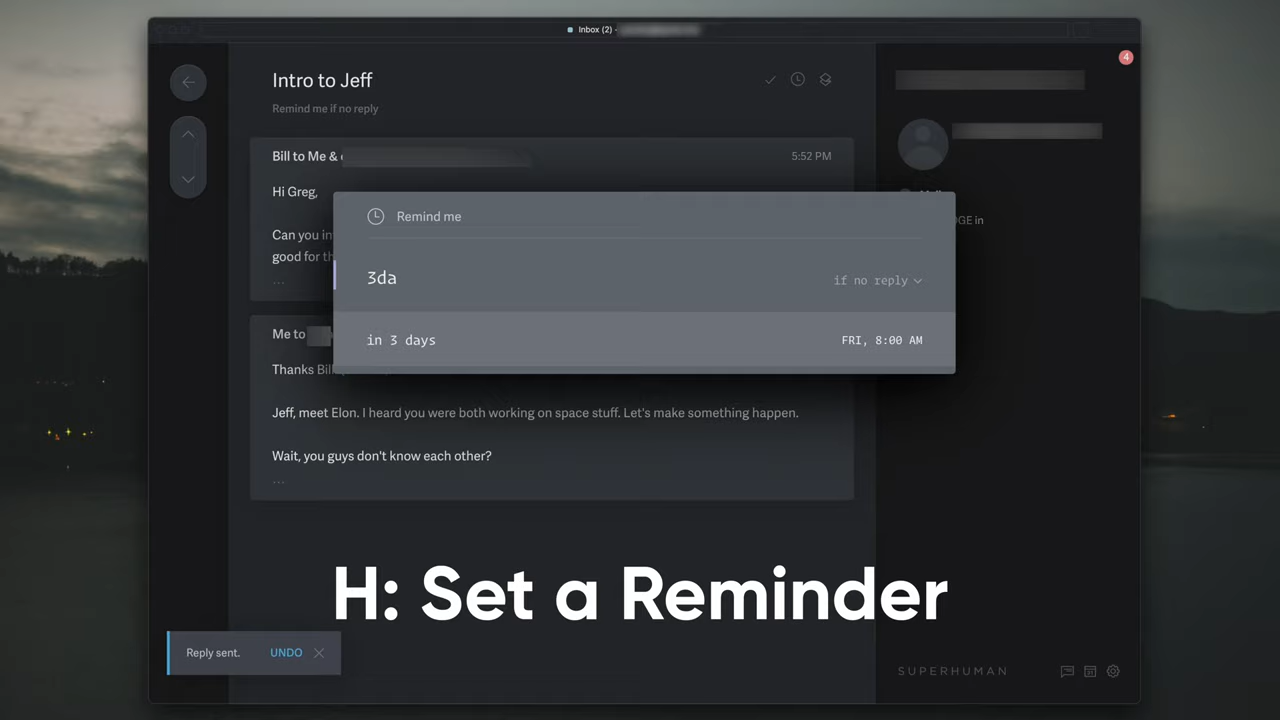 Inbox (2) -
4
Intro to Jeff
Remind me if no reply
Bill to Me &
5:52 PM
Hi Greg,
Can you in
good for th
...
Remind me
3da
if no reply
in 3 days
FRI, 8:00 AM
GE in
Me to
Thanks Bill
Jeff, meet Elon. I heard you were both working on space stuff. Let's make something happen.
Wait, you guys don't know each other?
...
H: Set a Reminder
Reply sent.
UNDO
SUPERHUMAN